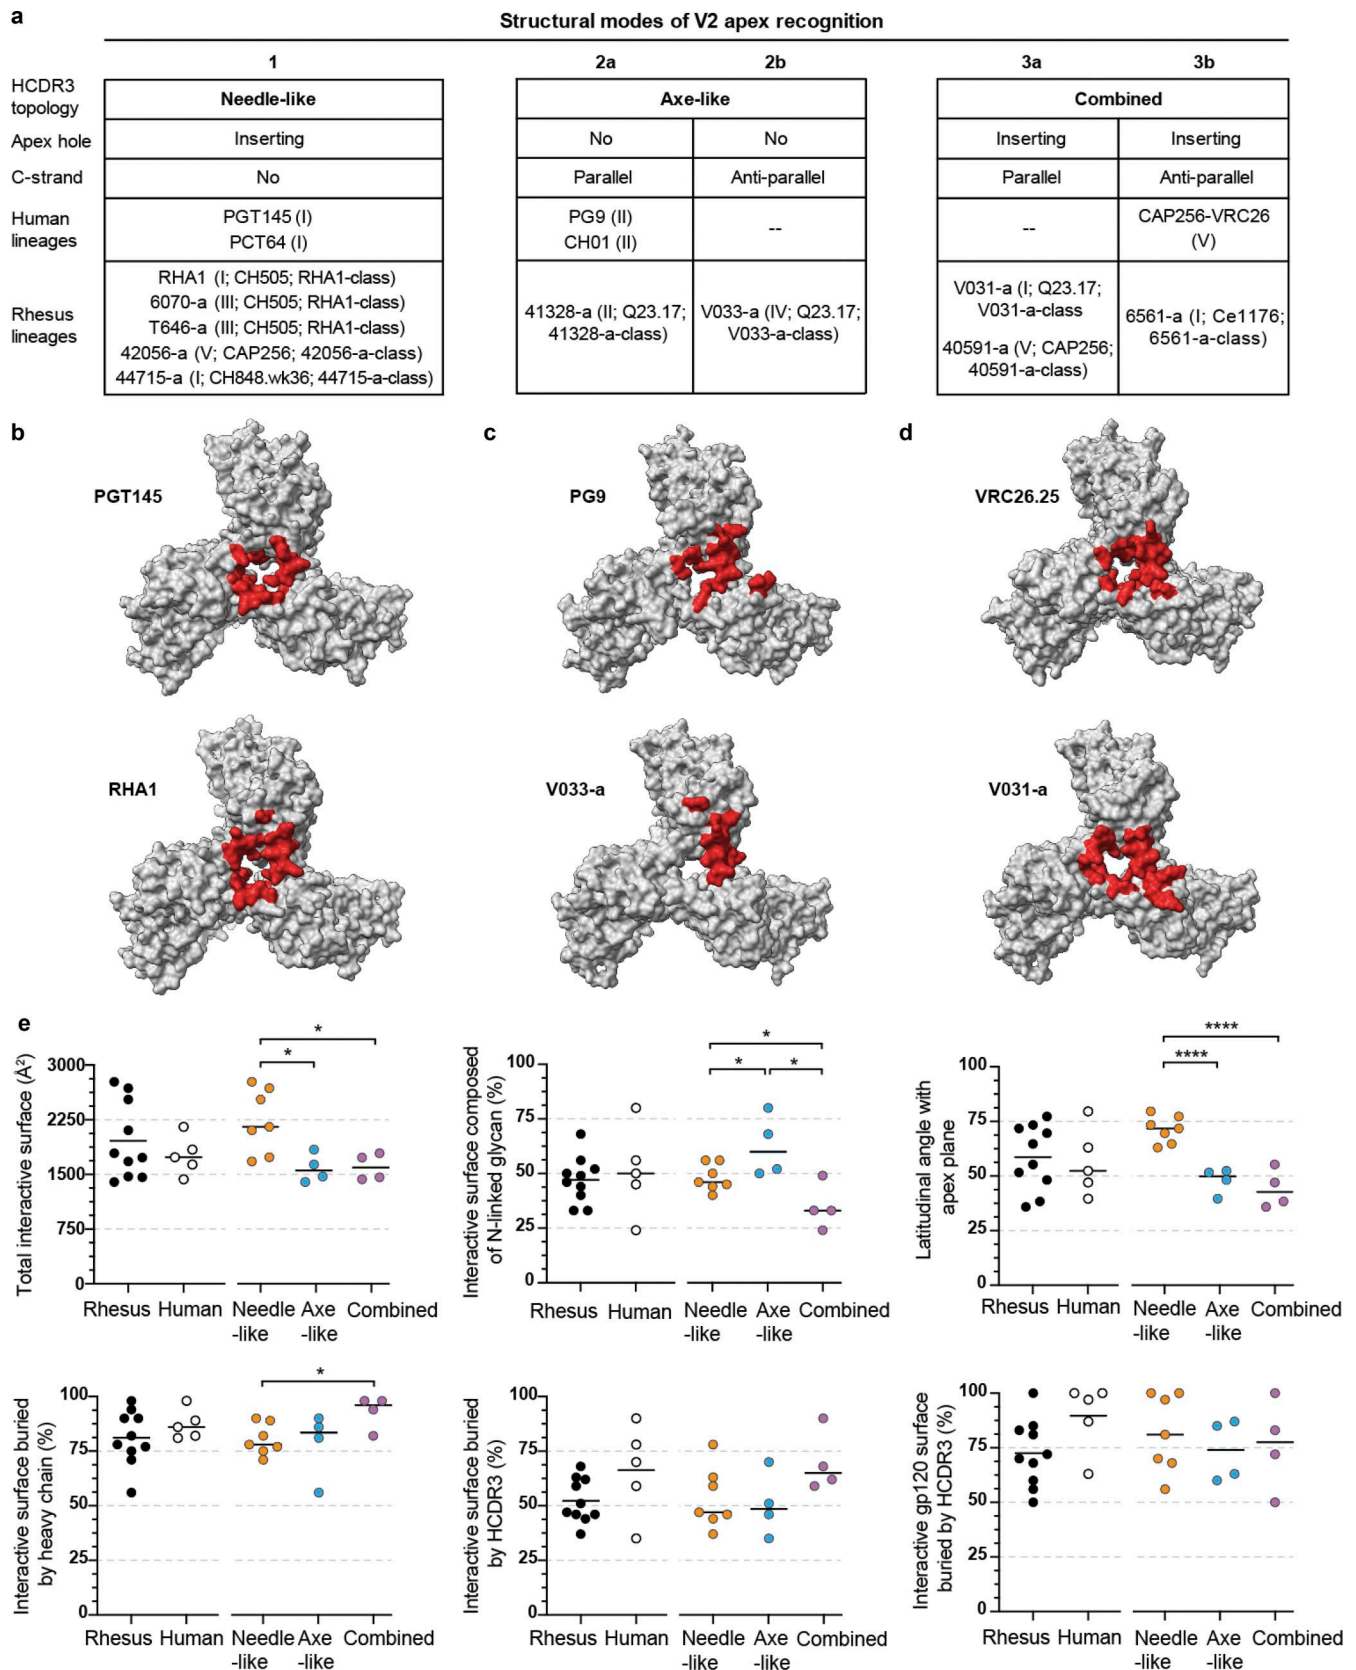 a
Structural modes of V2 apex recognition
1
2a
2b
3a
3b
HCDR3
topology
Needle-like
Axe-like
Combined
Apex hole
Inserting
No
No
Inserting
Inserting
C-strand
No
Parallel
Anti-parallel
Parallel
Anti-parallel
Human
lineages
PGT145 (I)
PCT64 (I)
PG9 (II)
CH01 (II)
--
--
CAP256-VRC26
(V)
Rhesus
lineages
RHA1 (I; CH505; RHA1-class)
6070-a (III; CH505; RHA1-class)
T646-a (III; CH505; RHA1-class)
42056-a (V; CAP256; 42056-a-class)
44715-a (I; CH848.wk36; 44715-a-class)
41328-a (II; Q23.17;
41328-a-class)
V033-a (IV; Q23.17;
V033-a-class)
V031-a (I; Q23.17;
V031-a-class
40591-a (V; CAP256;
40591-a-class)
6561-a (I; Ce1176;
6561-a-class)
b
c
d
PGT145
PG9
VRC26.25
RHA1
V033-a
V031-a
e
Total interactive surface (Å²)
3000
2250
1500
750
0
*
*
Rhesus
Human
Needle
-like
Axe
-like
Combined
Interactive surface composed
of N-linked glycan (%)
100
75
50
25
0
*
*
*
Rhesus
Human
Needle
-like
Axe
-like
Combined
Latitudinal angle with
apex plane
100
75
50
25
0
****
****
Rhesus
Human
Needle
-like
Axe
-like
Combined
Interactive surface buried
by heavy chain (%)
100
75
50
25
0
*
Rhesus
Human
Needle
-like
Axe
-like
Combined
Interactive surface buried
by HCDR3 (%)
100
75
50
25
0
Rhesus
Human
Needle
-like
Axe
-like
Combined
Interactive gp120 surface
buried by HCDR3 (%)
100
75
50
25
0
Rhesus
Human
Needle
-like
Axe
-like
Combined